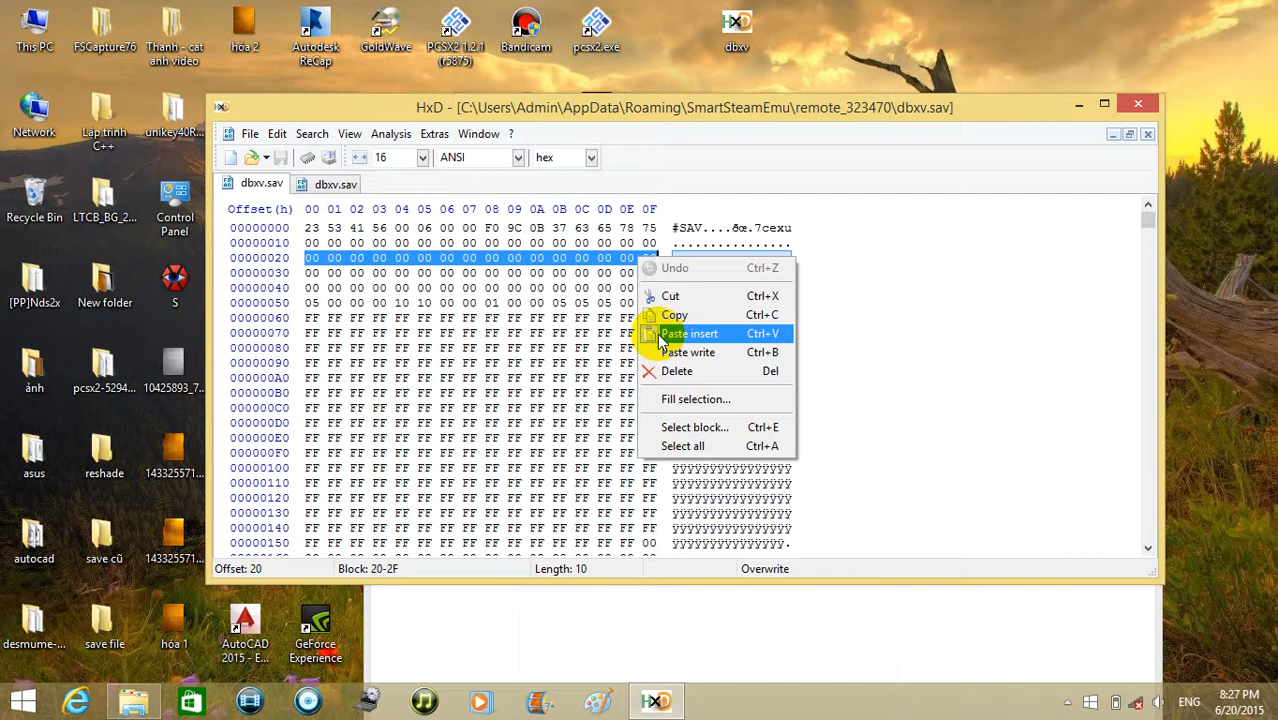 This PC
FSCapture76
Thanh - cat anh video
hóa 2
Autodesk ReCap
GoldWave
PCSX2 1.2.1 (r5875)
Bandicam
pcsx2.exe
dbxv
HxD - [C:\Users\Admin\AppData\Roaming\SmartSteamEmu\remote_323470\dbxv.sav]
Network
Lap trinh C++
unikey40R...
File Edit Search View Analysis Extras Window ?
16 ANSI hex
dbxv.sav dbxv.sav
Recycle Bin
LTCB_BG_2...
Control Panel
Offset(h) 00 01 02 03 04 05 06 07 08 09 0A 0B 0C 0D 0E 0F
00000000 23 53 41 56 00 06 00 00 F0 9C 0B 37 63 65 78 75 #SAV....ðœ.7cexu
00000010 00 00 00 00 00 00 00 00 00 00 00 00 00 00 00 00 ................
00000020 00 00 00 00 00 00 00 00 00 00 00 00 00 00 00
00000030 00 00 00 00 00 00 00 00 00 00 00 00 00 00 00
00000040 00 00 00 00 00 00 00 00 00 00 00 00 00 00 00
00000050 05 00 00 00 10 10 00 00 01 00 00 05 05 05 00
00000060 FF FF FF FF FF FF FF FF FF FF FF FF FF FF FF
00000070 FF FF FF FF FF FF FF FF FF FF FF FF FF FF FF
00000080 FF FF FF FF FF FF FF FF FF FF FF FF FF FF FF
00000090 FF FF FF FF FF FF FF FF FF FF FF FF FF FF FF
000000A0 FF FF FF FF FF FF FF FF FF FF FF FF FF FF FF
000000B0 FF FF FF FF FF FF FF FF FF FF FF FF FF FF FF
000000C0 FF FF FF FF FF FF FF FF FF FF FF FF FF FF FF
000000D0 FF FF FF FF FF FF FF FF FF FF FF FF FF FF FF
000000E0 FF FF FF FF FF FF FF FF FF FF FF FF FF FF FF
000000F0 FF FF FF FF FF FF FF FF FF FF FF FF FF FF FF
00000100 FF FF FF FF FF FF FF FF FF FF FF FF FF FF FF FF ÿÿÿÿÿÿÿÿÿÿÿÿÿÿÿÿ
00000110 FF FF FF FF FF FF FF FF FF FF FF FF FF FF FF FF ÿÿÿÿÿÿÿÿÿÿÿÿÿÿÿÿ
00000120 FF FF FF FF FF FF FF FF FF FF FF FF FF FF FF FF ÿÿÿÿÿÿÿÿÿÿÿÿÿÿÿÿ
00000130 FF FF FF FF FF FF FF FF FF FF FF FF FF FF FF FF ÿÿÿÿÿÿÿÿÿÿÿÿÿÿÿÿ
00000140 FF FF FF FF FF FF FF FF FF FF FF FF FF FF FF FF ÿÿÿÿÿÿÿÿÿÿÿÿÿÿÿÿ
00000150 FF FF FF FF FF FF FF FF FF FF FF FF FF FF FF 00 ÿÿÿÿÿÿÿÿÿÿÿÿÿÿÿ.
Undo Ctrl+Z
Cut Ctrl+X
Copy Ctrl+C
Paste insert Ctrl+V
Paste write Ctrl+B
Delete Del
Fill selection...
Select block... Ctrl+E
Select all Ctrl+A
[PP]Nds2x
New folder
S
ảnh
pcsx2-5294...
10425893_7...
asus
reshade
143325571...
autocad
save cũ
143325571...
Offset: 20 Block: 20-2F Length: 10 Overwrite
desmume-...
save file
hóa 1
AutoCAD 2015 - E...
GeForce Experience
HXD
ENG
8:27 PM
6/20/2015